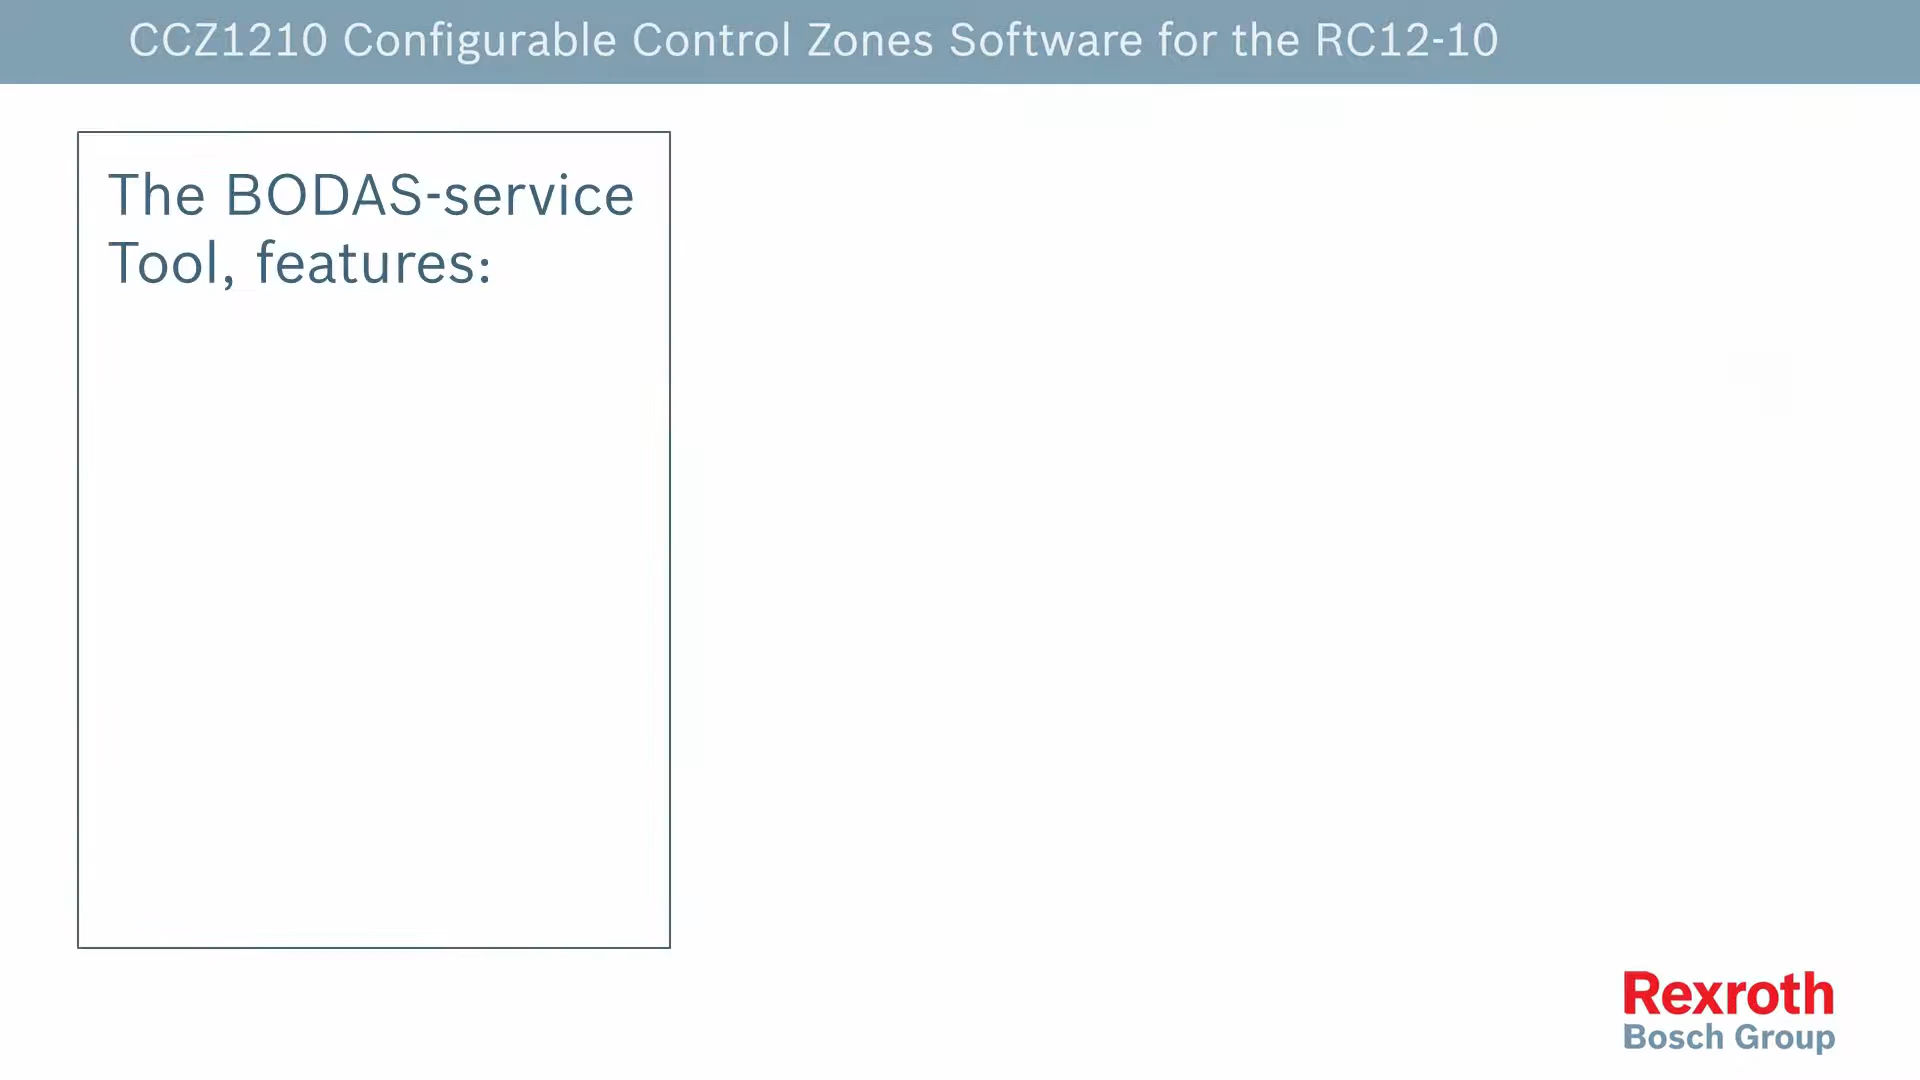 CCZ1210 Configurable Control Zones Software for the RC12-10
The BODAS-service
Tool, features:
Rexroth
Bosch Group